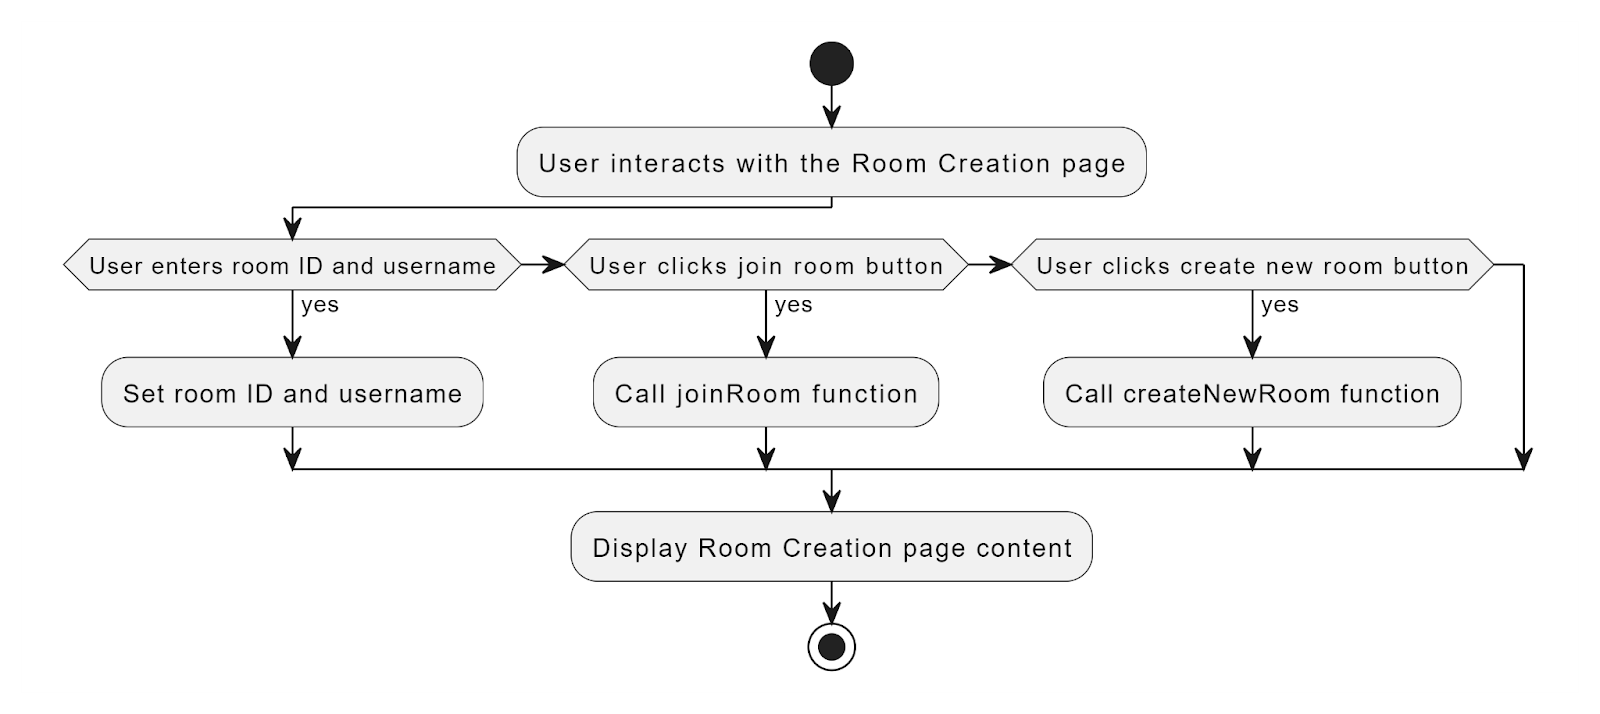 User interacts with the Room Creation page
User enters room ID and username
User clicks join room button
User clicks create new room button
yes
yes
yes
Set room ID and username
Call joinRoom function
Call createNewRoom function
Display Room Creation page content